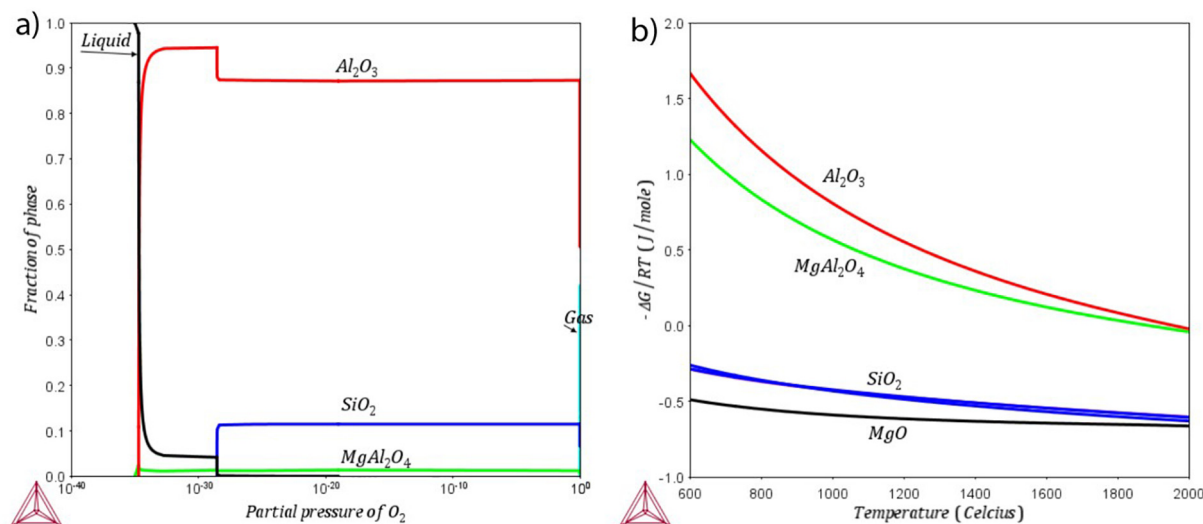 a)
1.0
Liquid
0.9
Al₂O₃
0.8
0.7
0.6
0.5
0.4
Gas
0.3
0.2
SiO₂
0.1
MgAl₂O₄
0.0
10⁻⁴⁰ 10⁻³⁰ 10⁻²⁰ 10⁻¹⁰ 10⁰
Partial pressure of O₂
Fraction of phase
b)
2.0
1.5
Al₂O₃
1.0
MgAl₂O₄
0.5
0.0
SiO₂
-0.5
MgO
-1.0
600 800 1000 1200 1400 1600 1800 2000
Temperature (Celcius)
- ΔG/RT (J/mole)